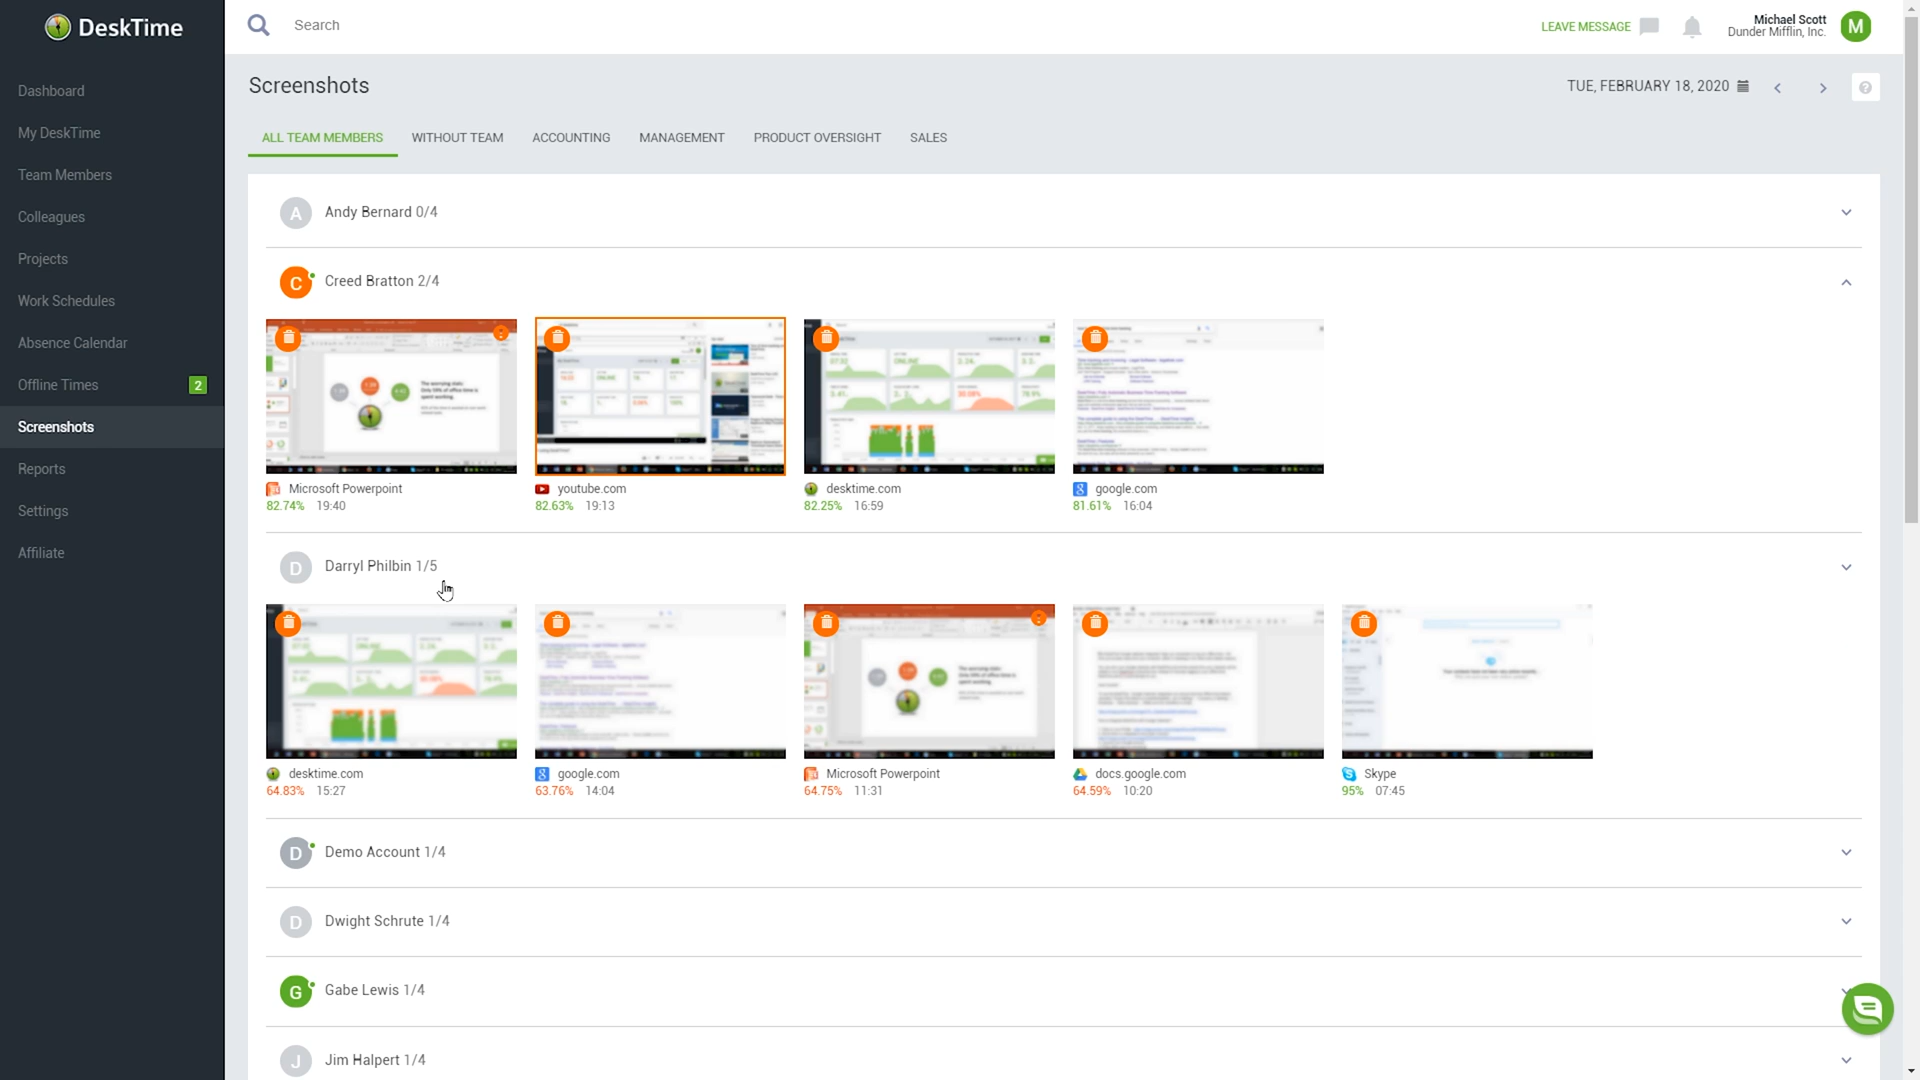 DeskTime
Search
LEAVE MESSAGE
Michael Scott
Dunder Mifflin, Inc.
M
Dashboard
My DeskTime
Team Members
Colleagues
Projects
Work Schedules
Absence Calendar
Offline Times 2
Screenshots
Reports
Settings
Affiliate
Screenshots
TUE, FEBRUARY 18, 2020
ALL TEAM MEMBERS WITHOUT TEAM ACCOUNTING MANAGEMENT PRODUCT OVERSIGHT SALES
A Andy Bernard 0/4
C Creed Bratton 2/4
Microsoft Powerpoint
82.74% 19:40
youtube.com
82.63% 19:13
desktime.com
82.25% 16:59
google.com
81.61% 16:04
D Darryl Philbin 1/5
desktime.com
64.83% 15:27
google.com
63.76% 14:04
Microsoft Powerpoint
64.75% 11:31
docs.google.com
64.59% 10:20
Skype
95% 07:45
D Demo Account 1/4
D Dwight Schrute 1/4
G Gabe Lewis 1/4
J Jim Halpert 1/4